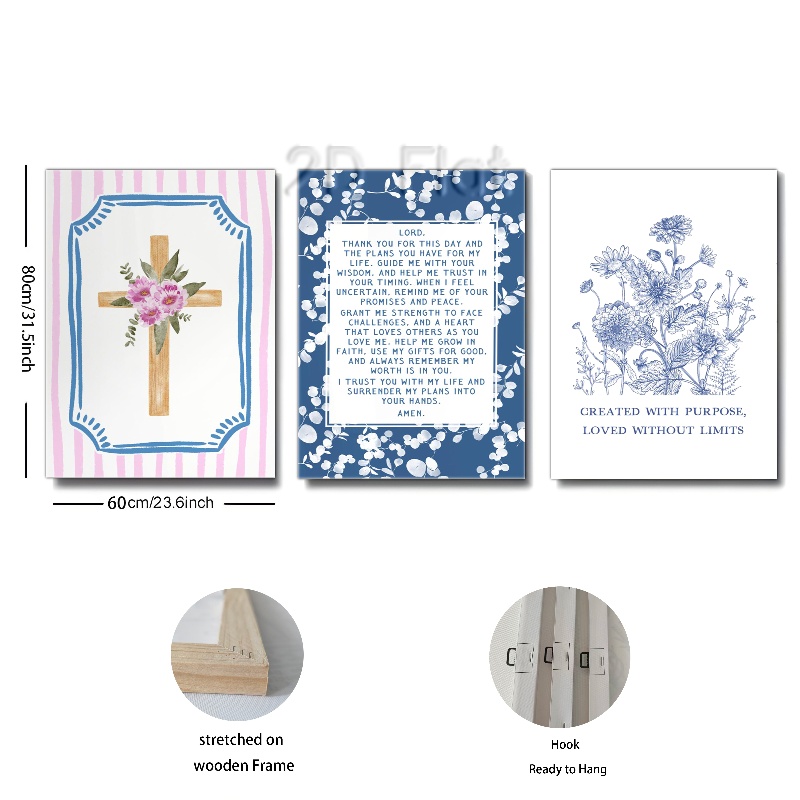 2D Flat
80cm/31.5inch
LORD,
THANK YOU FOR THIS DAY AND
THE PLANS YOU HAVE FOR MY
LIFE. GUIDE ME WITH YOUR
WISDOM, AND HELP ME TRUST IN
YOUR TIMING. WHEN I FEEL
UNCERTAIN, REMIND ME OF YOUR
PROMISES AND PEACE.
GRANT ME STRENGTH TO FACE
CHALLENGES, AND A HEART
THAT LOVES OTHERS AS YOU
LOVE ME. HELP ME GROW IN
FAITH, USE MY GIFTS FOR GOOD,
AND ALWAYS REMEMBER MY
WORTH IS IN YOU.
I TRUST YOU WITH MY LIFE AND
SURRENDER MY PLANS INTO
YOUR HANDS.
AMEN.
CREATED WITH PURPOSE,
LOVED WITHOUT LIMITS
60cm/23.6inch
stretched on
wooden Frame
Hook
Ready to Hang